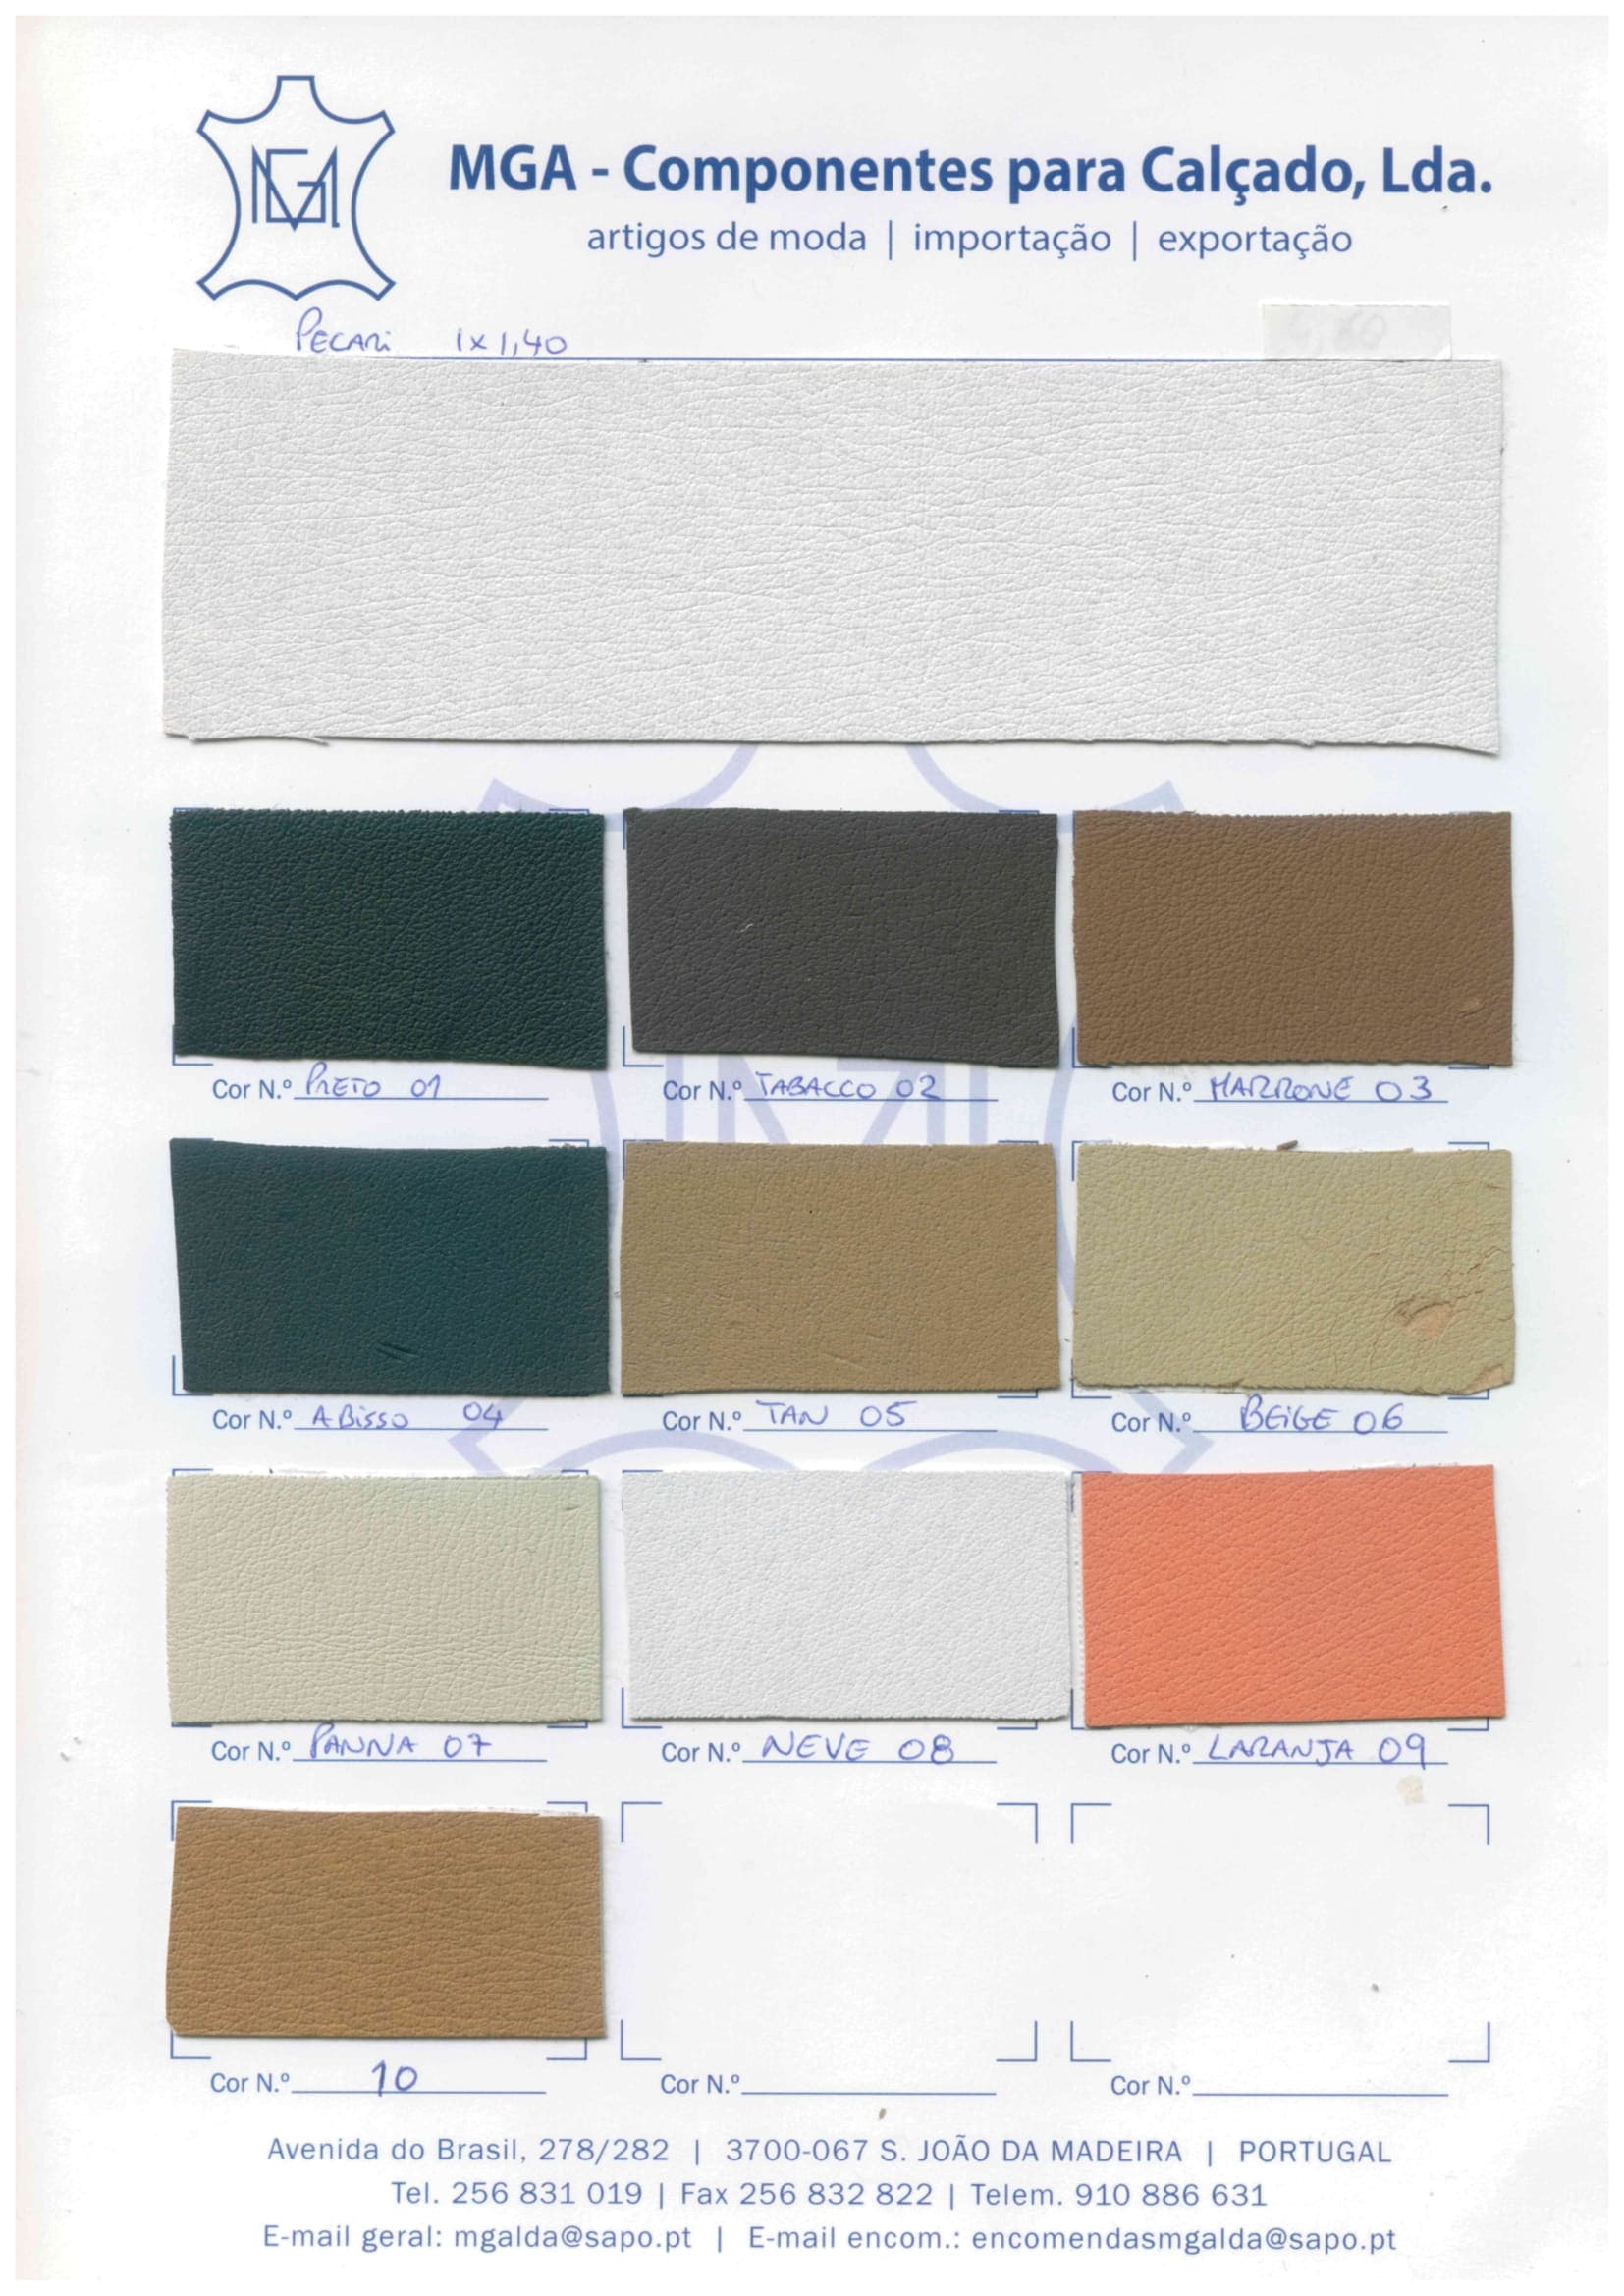 MGA - Componentes para Calçado, Lda.
artigos de moda | importação | exportação
PECARi 1x1,40
Cor N.º PRETO 01
Cor N.º TABACCO 02
Cor N.º MARRONE 03
Cor N.º ABisso 04
Cor N.º TAN 05
Cor N.º BEiGE 06
Cor N.º PANNA 07
Cor N.º NEVE 08
Cor N.º LARANJA 09
Cor N.º 10
Cor N.º
Cor N.º
Avenida do Brasil, 278/282 | 3700-067 S. JOÃO DA MADEIRA | PORTUGAL
Tel. 256 831 019 | Fax 256 832 822 | Telem. 910 886 631
E-mail geral: mgalda@sapo.pt | E-mail encom.: encomendasmgalda@sapo.pt